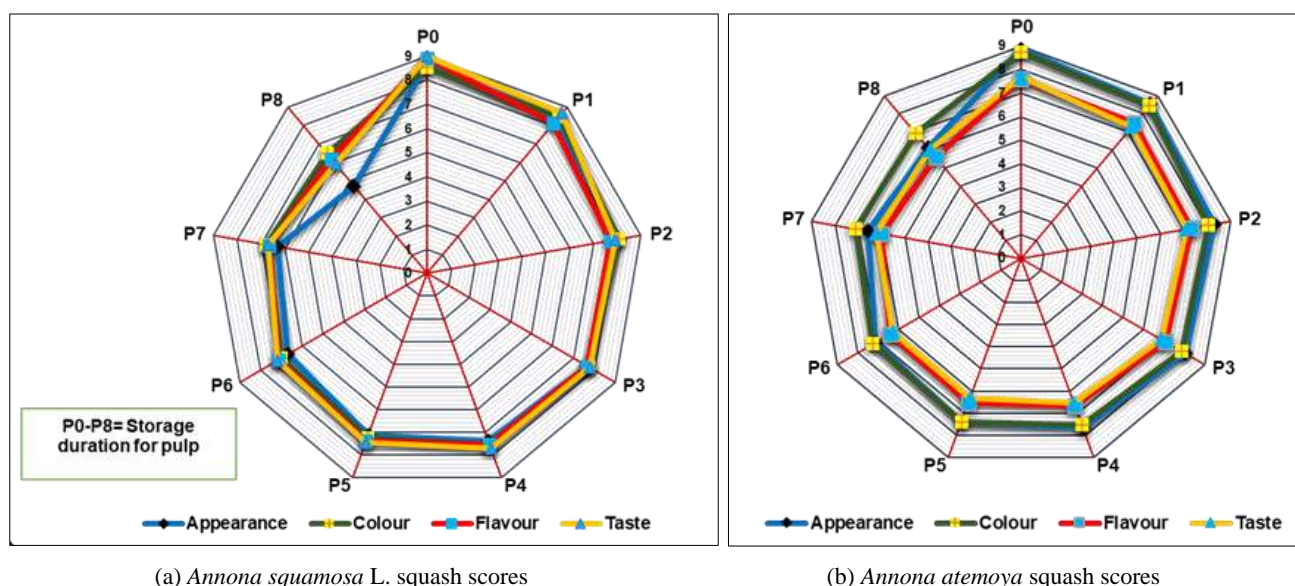 P0
P1
P2
P3
P4
P5
P6
P7
P8
9
8
7
6
5
4
3
2
1
0
P0-P8= Storage
duration for pulp
Appearance Colour Flavour Taste
P0
P1
P2
P3
P4
P5
P6
P7
P8
9
8
7
6
5
4
3
2
1
0
Appearance Colour Flavour Taste
(a) Annona squamosa L. squash scores
(b) Annona atemoya squash scores